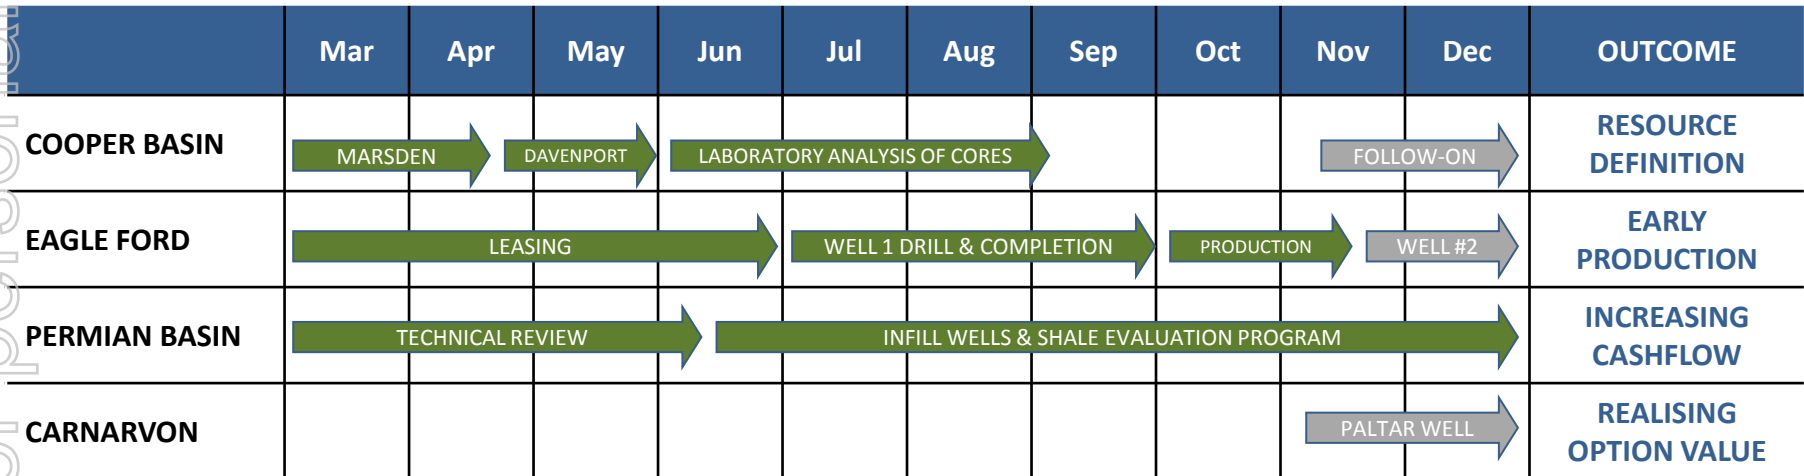 Mar Apr May Jun Jul Aug Sep Oct Nov Dec OUTCOME
COOPER BASIN MARSDEN DAVENPORT LABORATORY ANALYSIS OF CORES FOLLOW-ON RESOURCE
DEFINITION
EAGLE FORD LEASING WELL 1 DRILL & COMPLETION PRODUCTION WELL #2 EARLY
PRODUCTION
PERMIAN BASIN TECHNICAL REVIEW INFILL WELLS & SHALE EVALUATION PROGRAM INCREASING
CASHFLOW
CARNARVON PALTAR WELL REALISING
OPTION VALUE